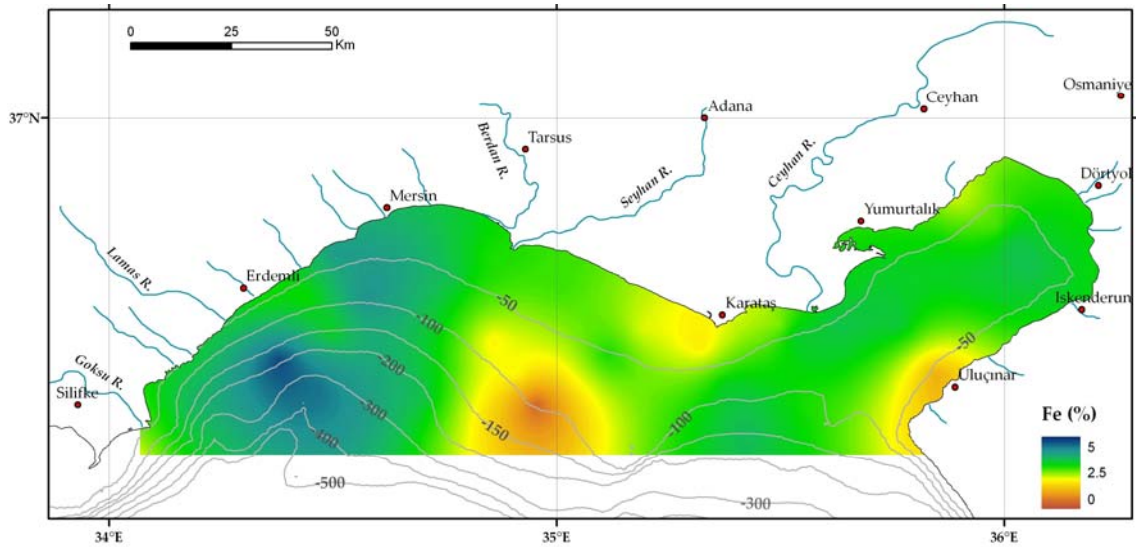 0 25 50
Km
Osmaniye
Ceyhan
37°N
Adana
Tarsus
Berdan R.
Seyhan R.
Ceyhan R.
Dörtyol
Mersin
Yumurtalık
Lamas R.
Erdemli
-50
Karataş
İskenderun
-100
-50
Goksu R.
-200
Uluçınar
Silifke
-300
-150
-100
Fe (%)
-400
5
2.5
0
-500
-300
34°E 35°E 36°E